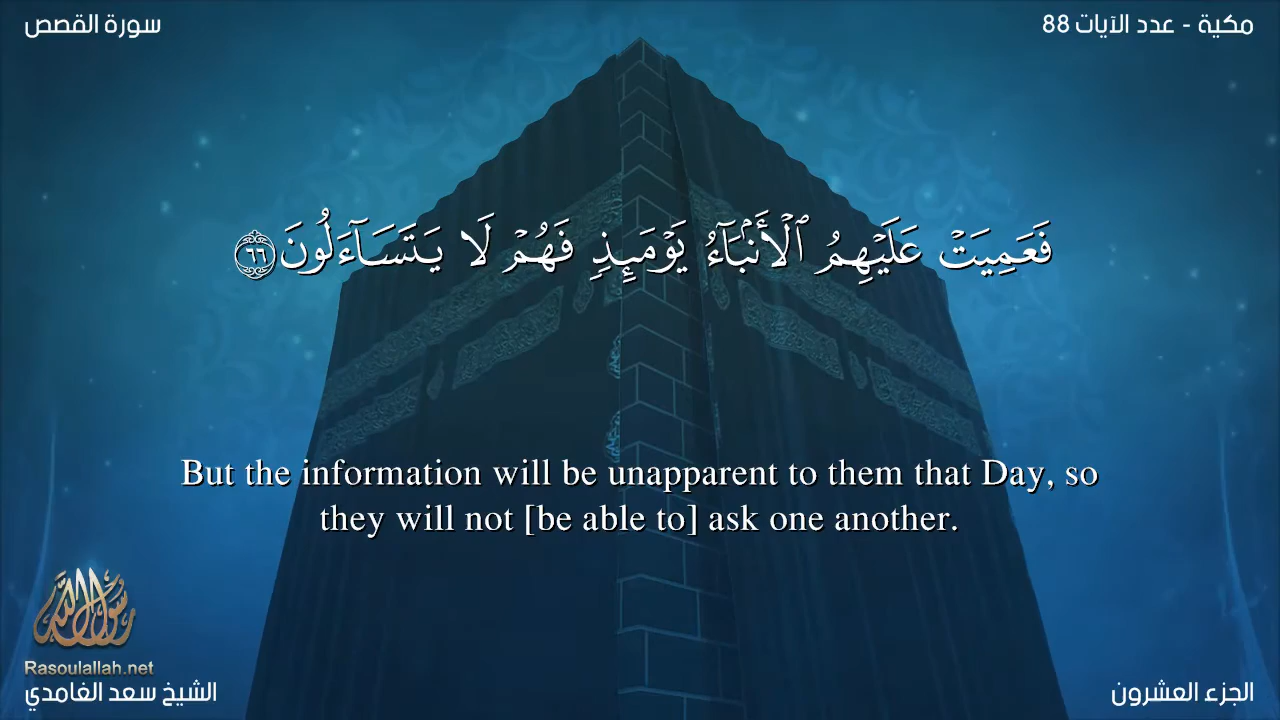 سورة القصص
مكية - عدد الآيات 88
فَعَمِيَتْ عَلَيْهِمُ ٱلْأَنۢبَآءُ يَوْمَئِذٍ فَهُمْ لَا يَتَسَآءَلُونَ ٦٦
But the information will be unapparent to them that Day, so
they will not [be able to] ask one another.
رسول الله
Rasoulallah.net
الشيخ سعد الغامدي
الجزء العشرون